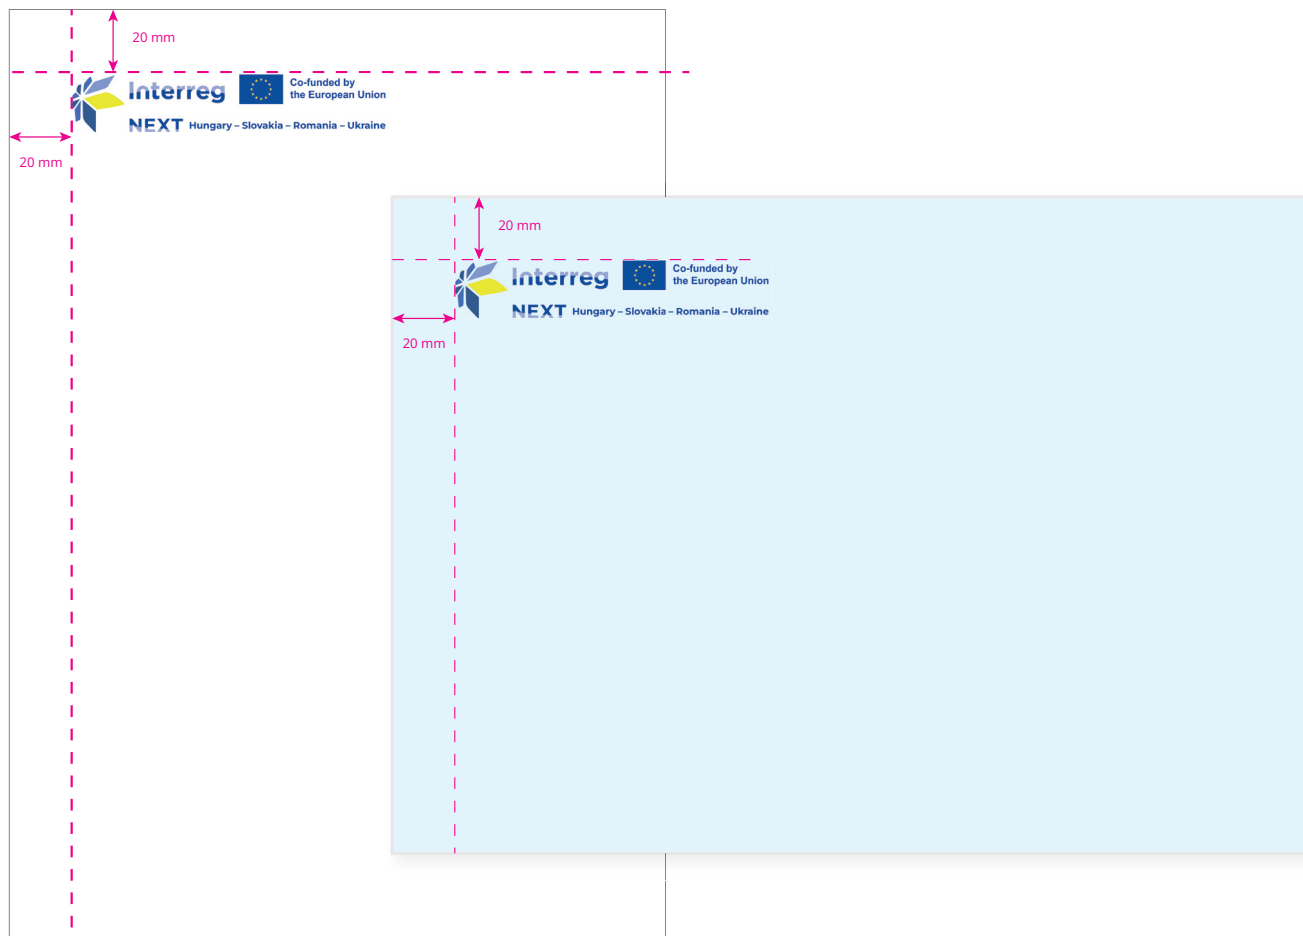 20 mm
Interreg
Co-funded by
the European Union
NEXT Hungary – Slovakia – Romania – Ukraine
20 mm
20 mm
Interreg
Co-funded by
the European Union
NEXT Hungary – Slovakia – Romania – Ukraine
20 mm